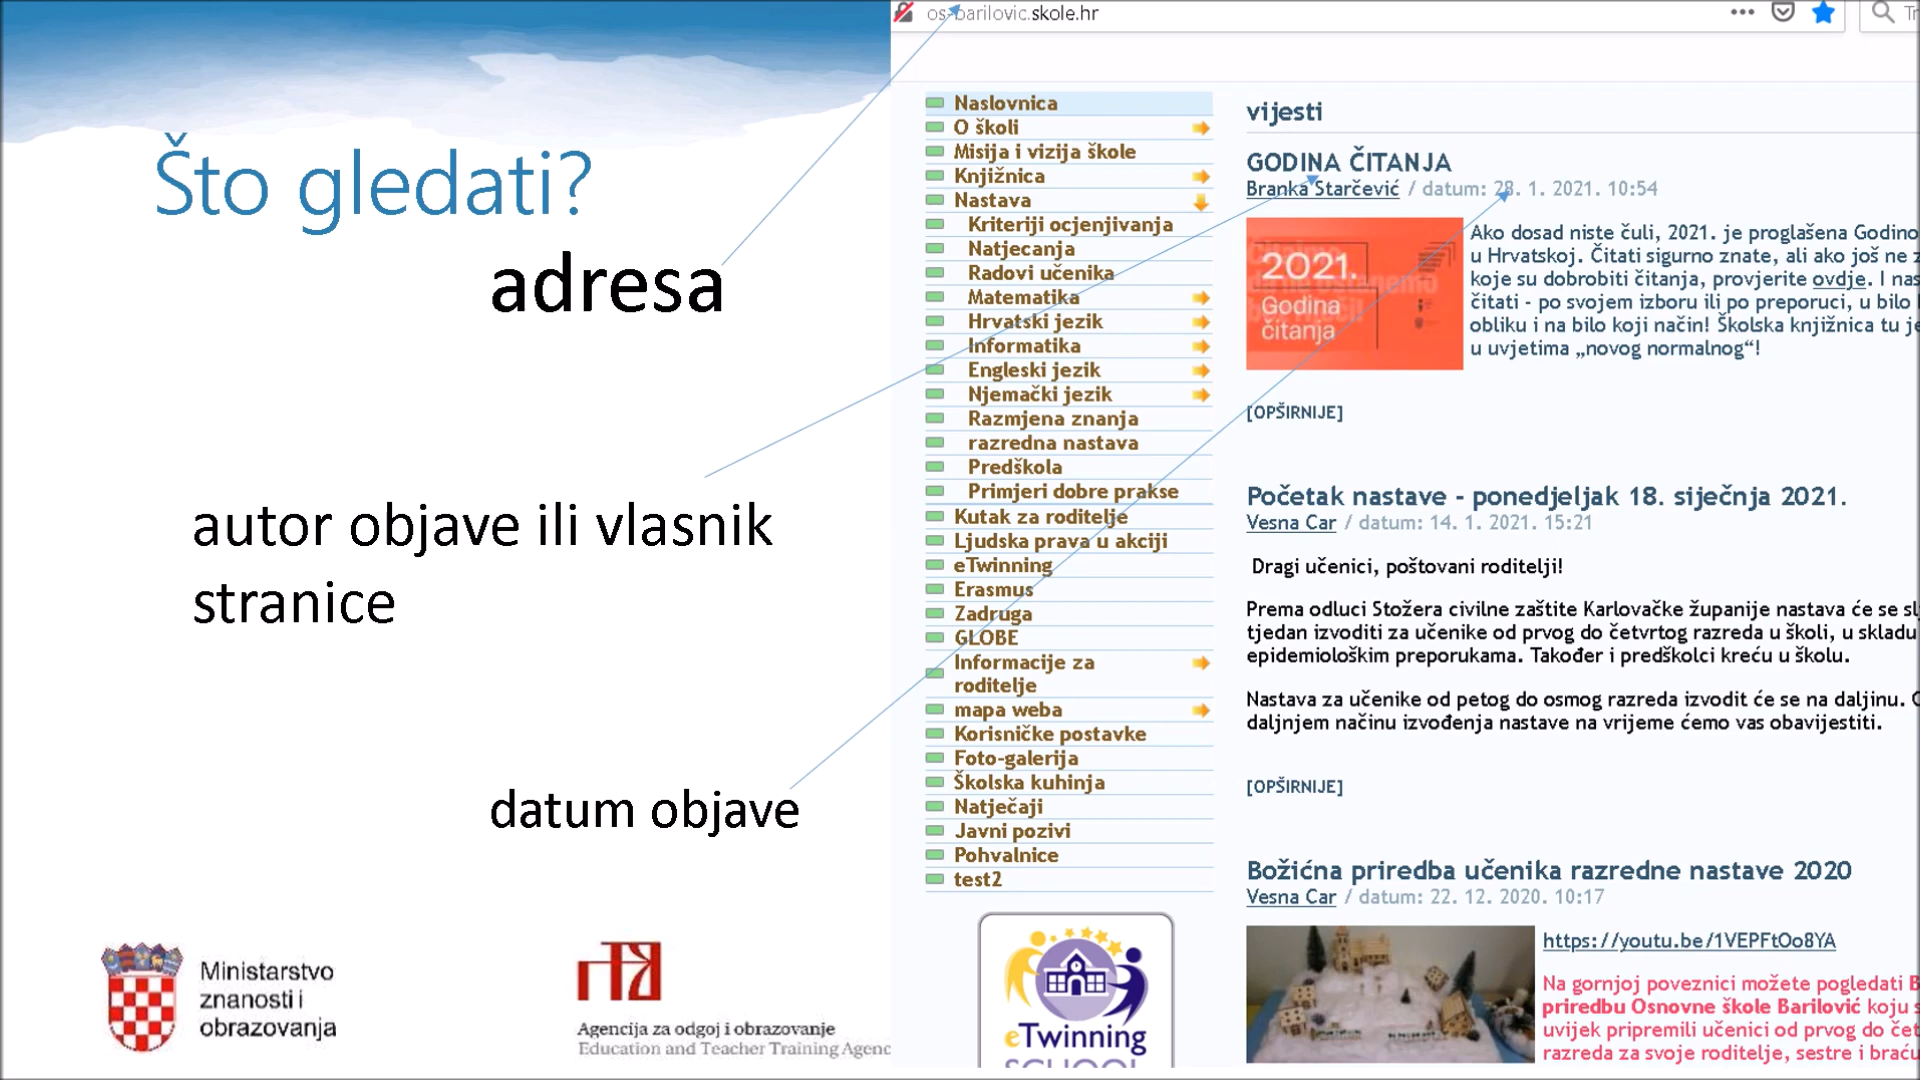 Što gledati?
adresa
autor objave ili vlasnik
stranice
datum objave
Ministarstvo
znanosti i
obrazovanja
Agencija za odgoj i obrazovanje
Education and Teacher Training Agenc
os-barilovic.skole.hr
Naslovnica
O školi
Misija i vizija škole
Knjižnica
Nastava
Kriteriji ocjenjivanja
Natjecanja
Radovi učenika
Matematika
Hrvatski jezik
Informatika
Engleski jezik
Njemački jezik
Razmjena znanja
razredna nastava
Predškola
Primjeri dobre prakse
Kutak za roditelje
Ljudska prava u akciji
eTwinning
Erasmus
Zadruga
GLOBE
Informacije za
roditelje
mapa weba
Korisničke postavke
Foto-galerija
Školska kuhinja
Natječaji
Javni pozivi
Pohvalnice
test2
eTwinning
SCHOOL
vijesti
GODINA ČITANJA
Branka Starčević / datum: 28. 1. 2021. 10:54
2021.
Godina
čitanja
Ako dosad niste čuli, 2021. je proglašena Godino
u Hrvatskoj. Čitati sigurno znate, ali ako još ne z
koje su dobrobiti čitanja, provjerite ovdje. I nas
čitati - po svojem izboru ili po preporuci, u bilo
obliku i na bilo koji način! Školska knjižnica tu je
u uvjetima „novog normalnog“!
[OPŠIRNIJE]
Početak nastave - ponedjeljak 18. siječnja 2021.
Vesna Car / datum: 14. 1. 2021. 15:21
Dragi učenici, poštovani roditelji!
Prema odluci Stožera civilne zaštite Karlovačke županije nastava će se sl
tjedan izvoditi za učenike od prvog do četvrtog razreda u školi, u skladu
epidemiološkim preporukama. Također i predškolci kreću u školu.
Nastava za učenike od petog do osmog razreda izvodit će se na daljinu. O
daljnjem načinu izvođenja nastave na vrijeme ćemo vas obavijestiti.
[OPŠIRNIJE]
Božićna priredba učenika razredne nastave 2020
Vesna Car / datum: 22. 12. 2020. 10:17
https://youtu.be/1VEPFtOo8YA
Na gornjoj poveznici možete pogledati B
priredbu Osnovne škole Barilović koju s
uvijek pripremili učenici od prvog do čet
razreda za svoje roditelje, sestre i braću